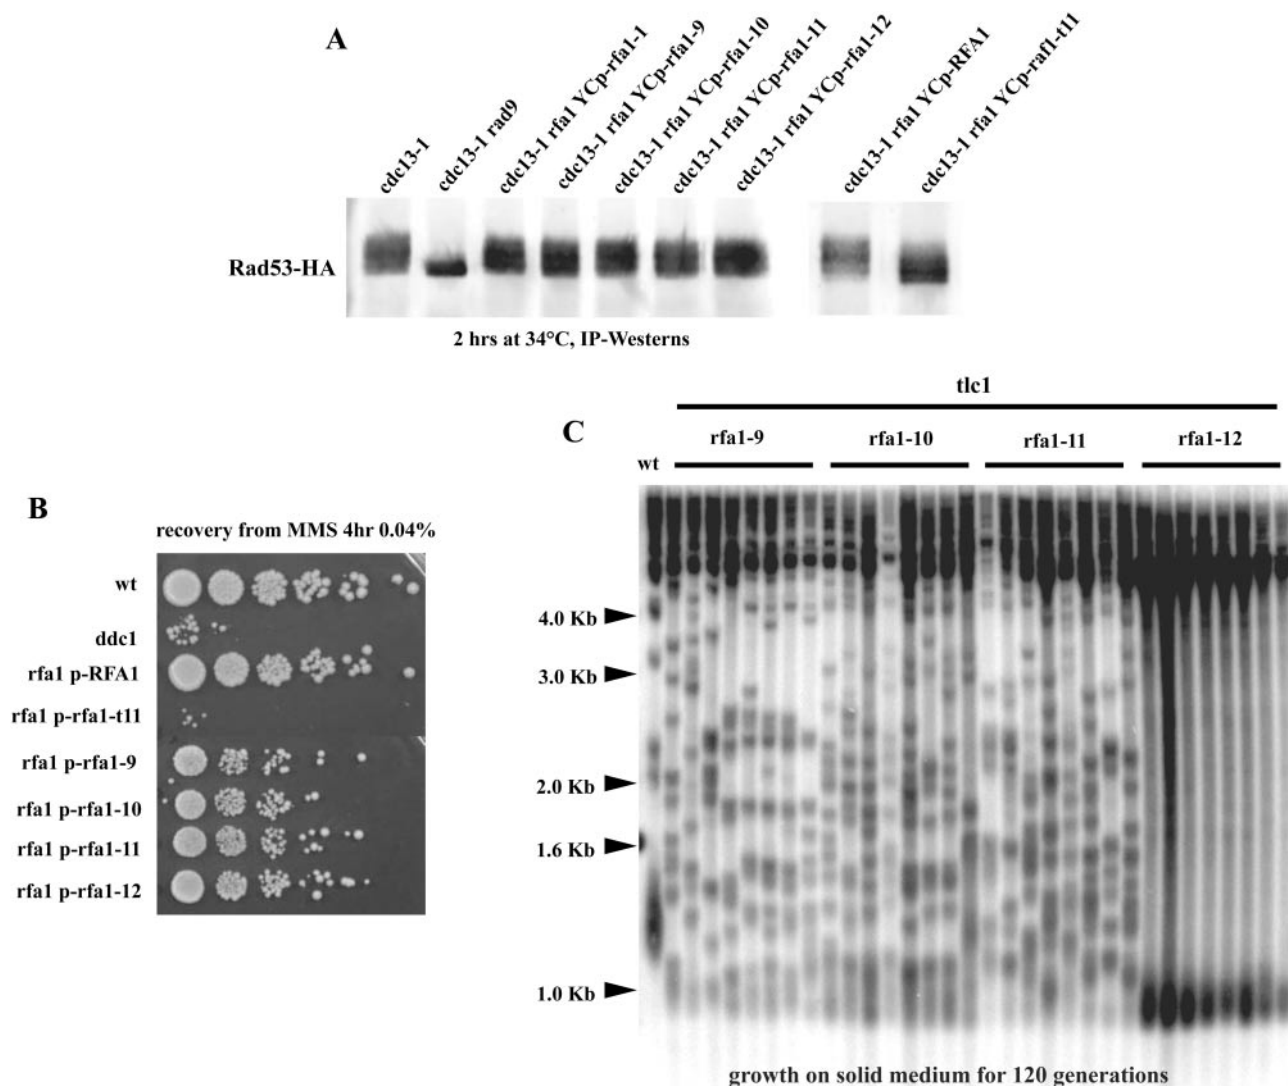 A
cdc13-1
cdc13-1 rad9
cdc13-1 rfa1 YCp-rfa1-1
cdc13-1 rfa1 YCp-rfa1-9
cdc13-1 rfa1 YCp-rfa1-10
cdc13-1 rfa1 YCp-rfa1-11
cdc13-1 rfa1 YCp-rfa1-12
cdc13-1 rfa1 YCp-RFA1
cdc13-1 rfa1 YCp-raf1-t11
Rad53-HA
2 hrs at 34°C, IP-Westerns
B
recovery from MMS 4hr 0.04%
wt
ddc1
rfa1 p-RFA1
rfa1 p-rfa1-t11
rfa1 p-rfa1-9
rfa1 p-rfa1-10
rfa1 p-rfa1-11
rfa1 p-rfa1-12
C
tlc1
wt rfa1-9 rfa1-10 rfa1-11 rfa1-12
4.0 Kb
3.0 Kb
2.0 Kb
1.6 Kb
1.0 Kb
growth on solid medium for 120 generations